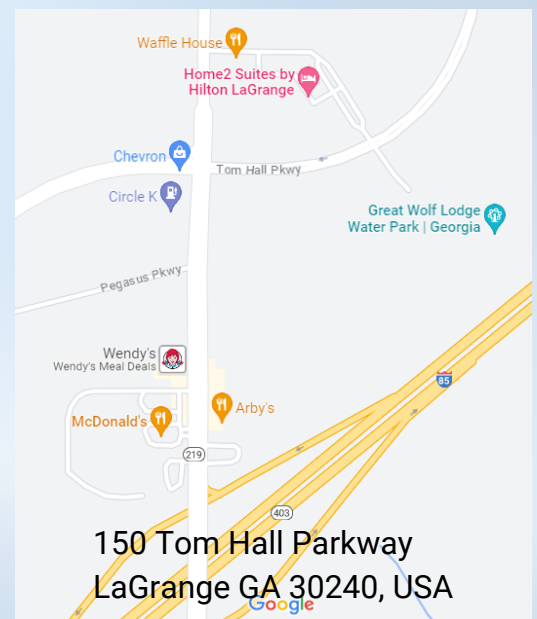 Waffle House
Home2 Suites by
Hilton LaGrange
Chevron
Tom Hall Pkwy
Circle K
Great Wolf Lodge
Water Park | Georgia
Pegasus Pkwy
Wendy's
Wendy's Meal Deals
85
Arby's
McDonald's
219
403
150 Tom Hall Parkway
LaGrange GA 30240, USA
Google